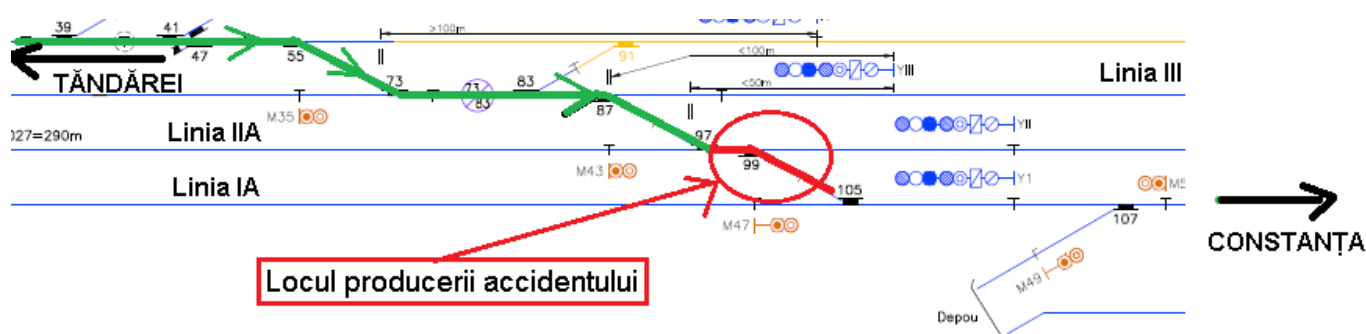 39
41
>100m
47
55
91
<100m
TĂNDĂREI
73
73
83
83
YIII
Linia III
<50m
87
M35
027=290m
Linia IIA
97
YII
99
M43
Linia IA
105
Y1
M5
M47
107
CONSTANȚA
Locul producerii accidentului
M49
Depou